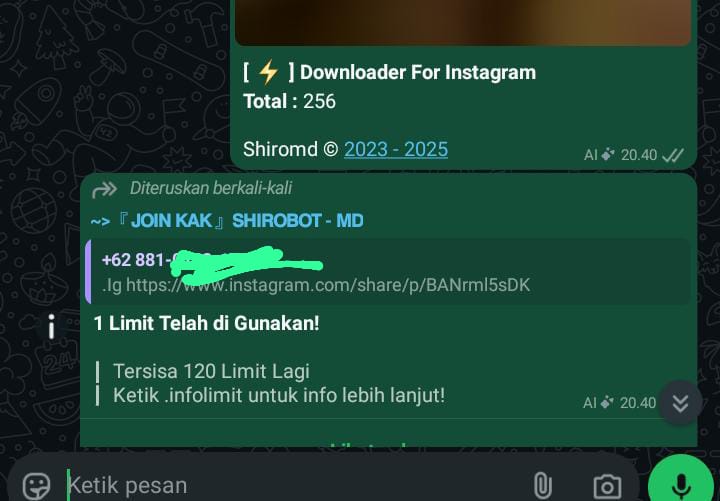 [ ⚡ ] Downloader For Instagram
Total : 256
Shiromd © 2023 - 2025
AI 20.40
Diteruskan berkali-kali
~> 『 JOIN KAK 』 SHIROBOT - MD
+62 881-
.Ig https://www.instagram.com/share/p/BANrml5sDK
1 Limit Telah di Gunakan!
Tersisa 120 Limit Lagi
Ketik .infolimit untuk info lebih lanjut!
AI 20.40
Ketik pesan